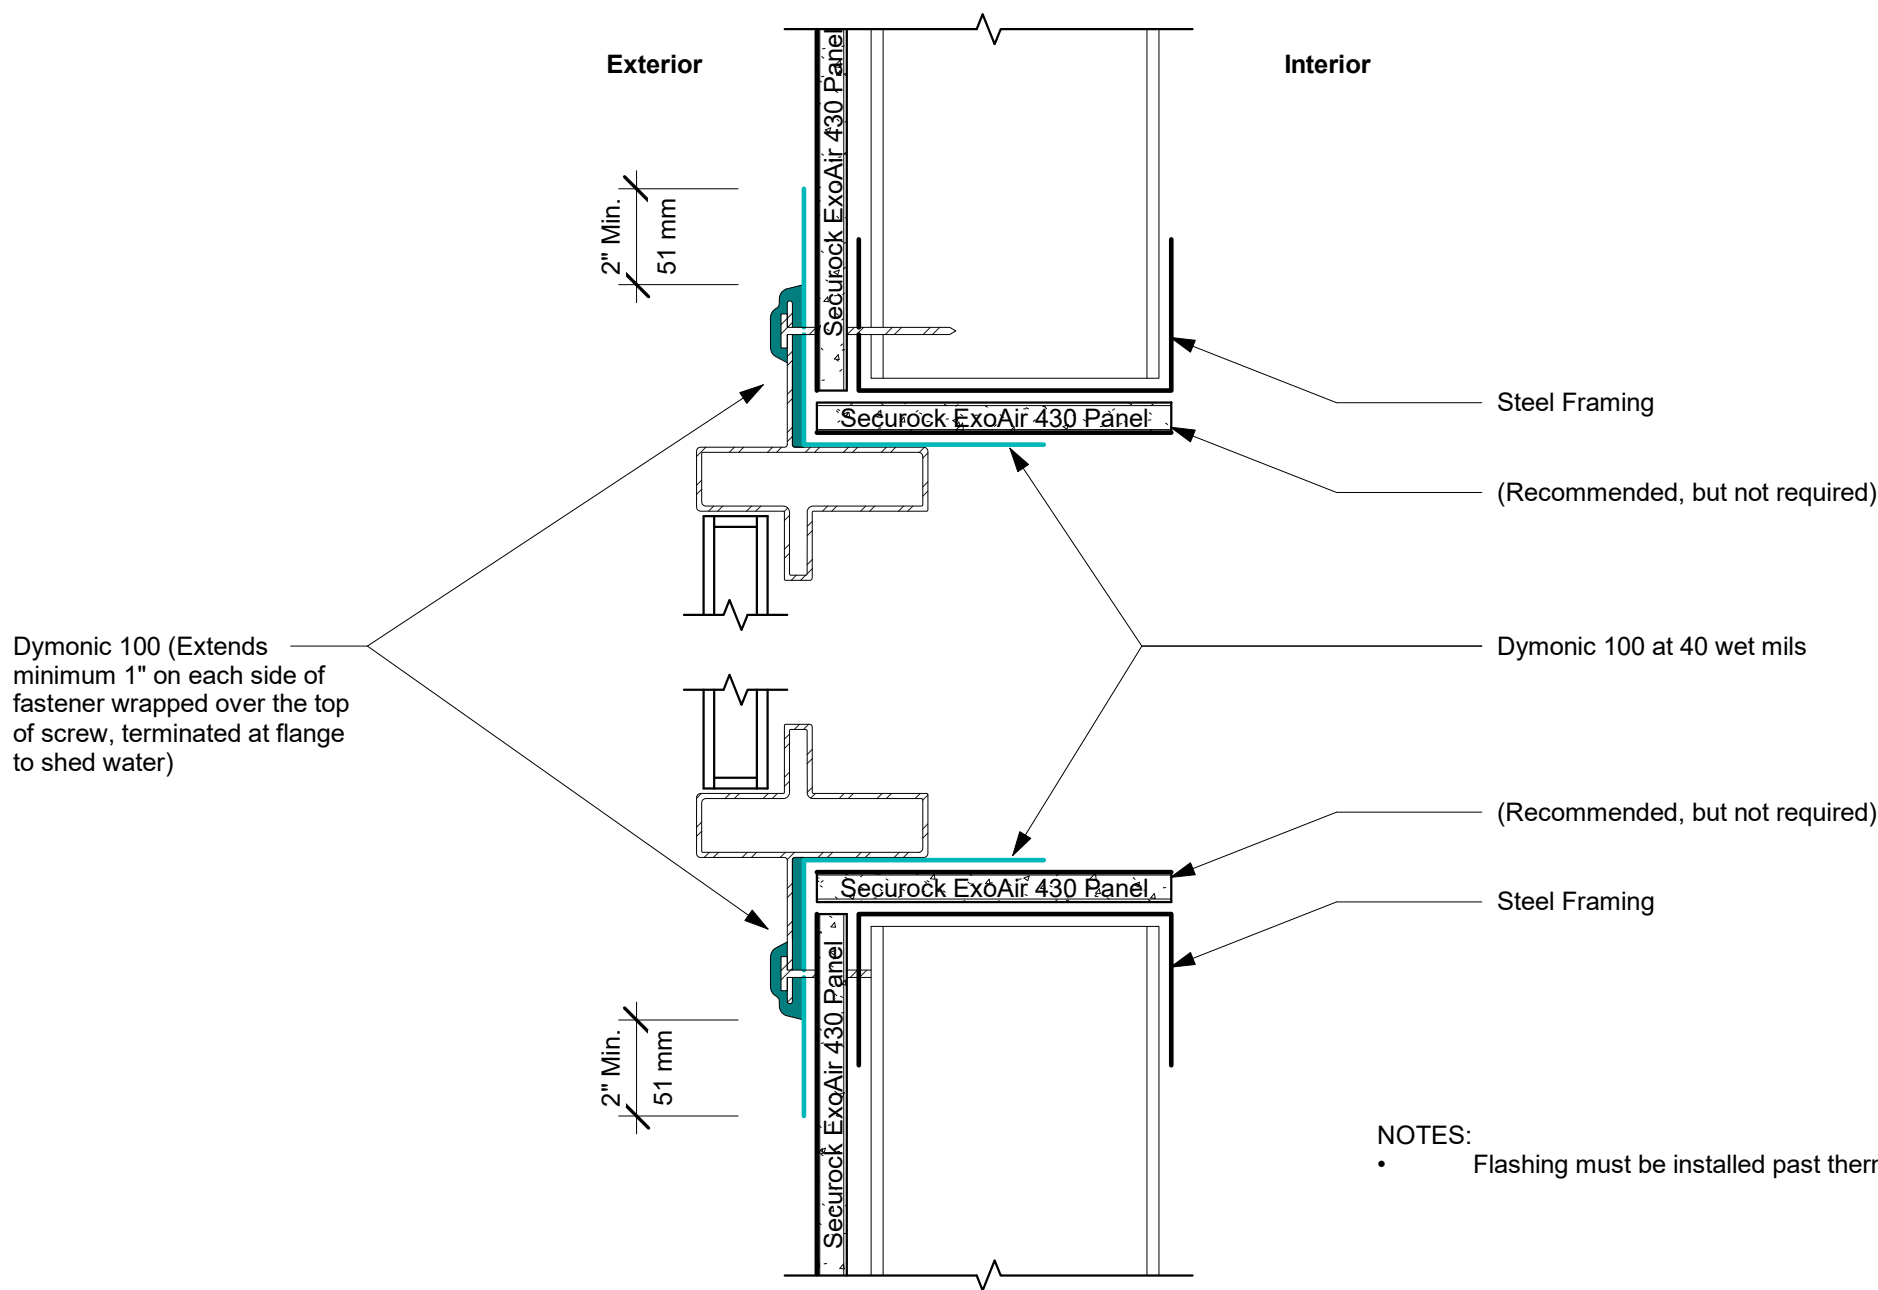 Exterior
Interior
Securock ExoAir 430 Panel
2" Min.
51 mm
Securock ExoAir 430 Panel
Steel Framing
(Recommended, but not required)
Dymonic 100 (Extends
minimum 1" on each side of
fastener wrapped over the top
of screw, terminated at flange
to shed water)
Dymonic 100 at 40 wet mils
(Recommended, but not required)
Securock ExoAir 430 Panel
Steel Framing
Securock ExoAir 430 Panel
2" Min.
51 mm
NOTES:
• Flashing must be installed past